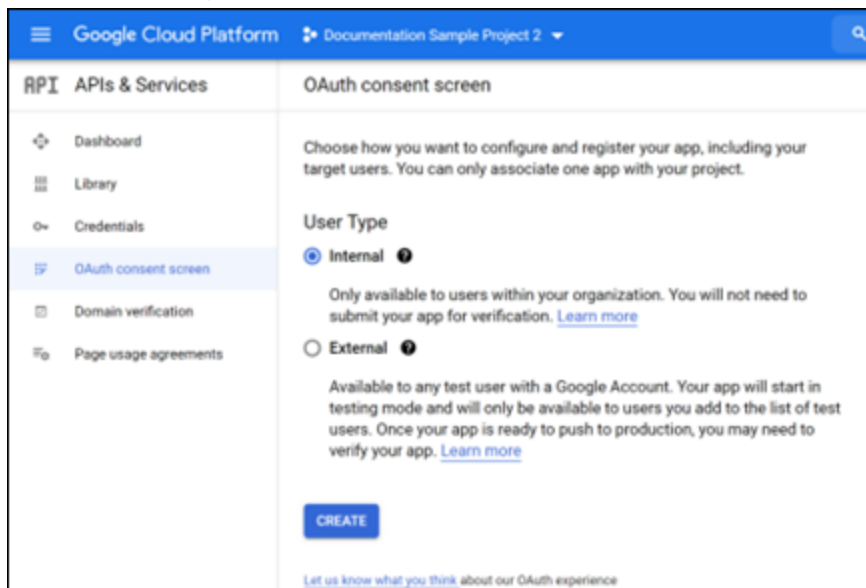 Google Cloud Platform
Documentation Sample Project 2
API APIs & Services
OAuth consent screen
Dashboard
Library
Credentials
OAuth consent screen
Domain verification
Page usage agreements
Choose how you want to configure and register your app, including your
target users. You can only associate one app with your project.
User Type
Internal
Only available to users within your organization. You will not need to
submit your app for verification. Learn more
External
Available to any test user with a Google Account. Your app will start in
testing mode and will only be available to users you add to the list of test
users. Once your app is ready to push to production, you may need to
verify your app. Learn more
CREATE
Let us know what you think about our OAuth experience